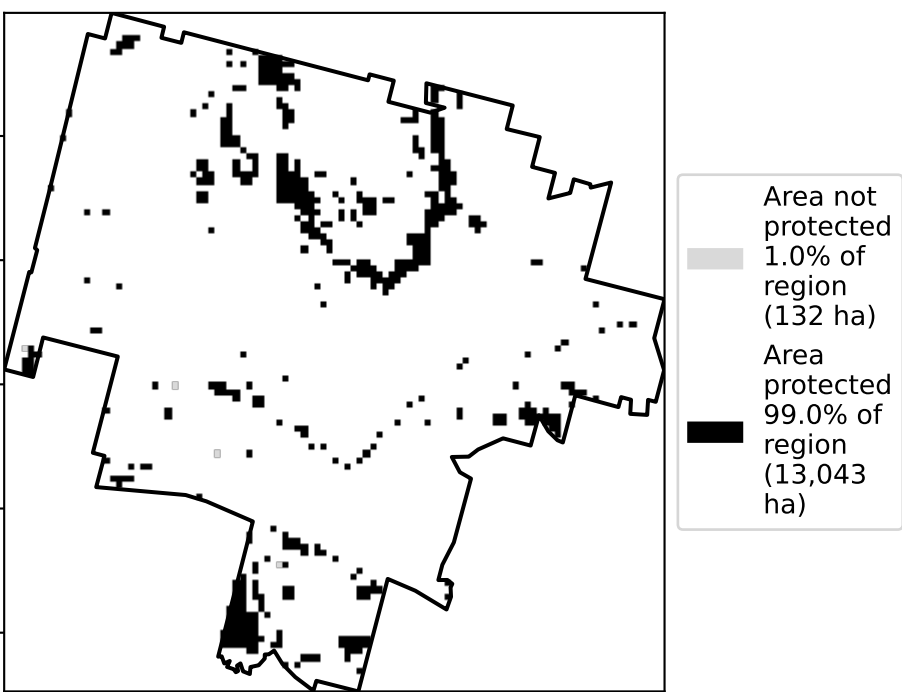 Area not
protected
1.0% of
region
(132 ha)
Area
protected
99.0% of
region
(13,043
ha)